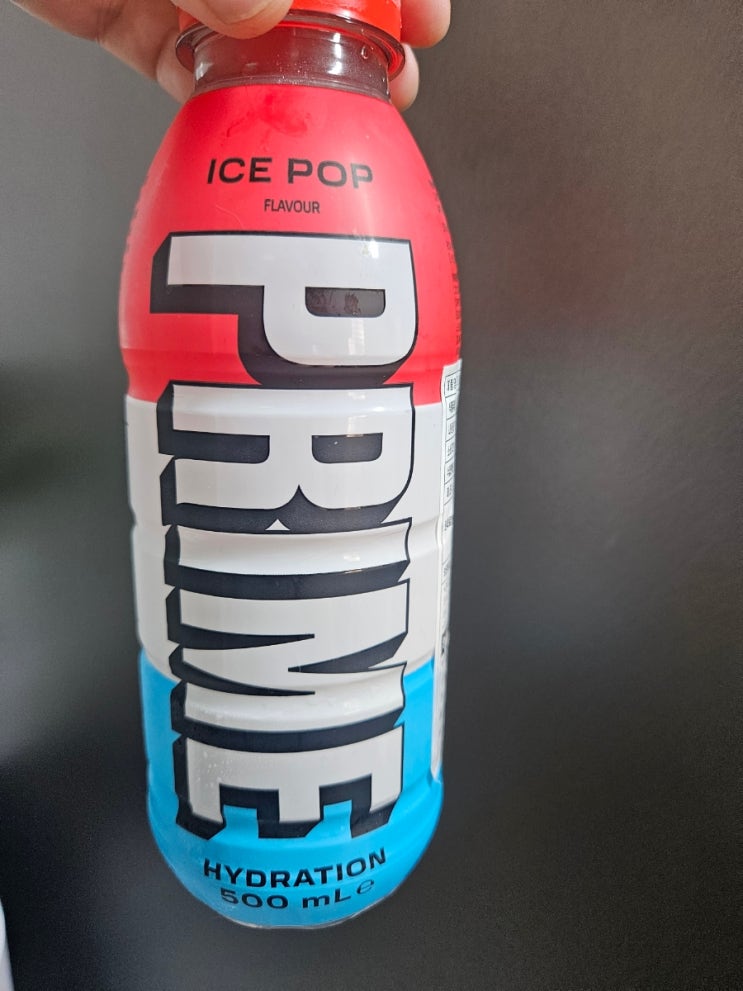 ICE POP
FLAVOUR
PRIME
HYDRATION
500 mL ℮